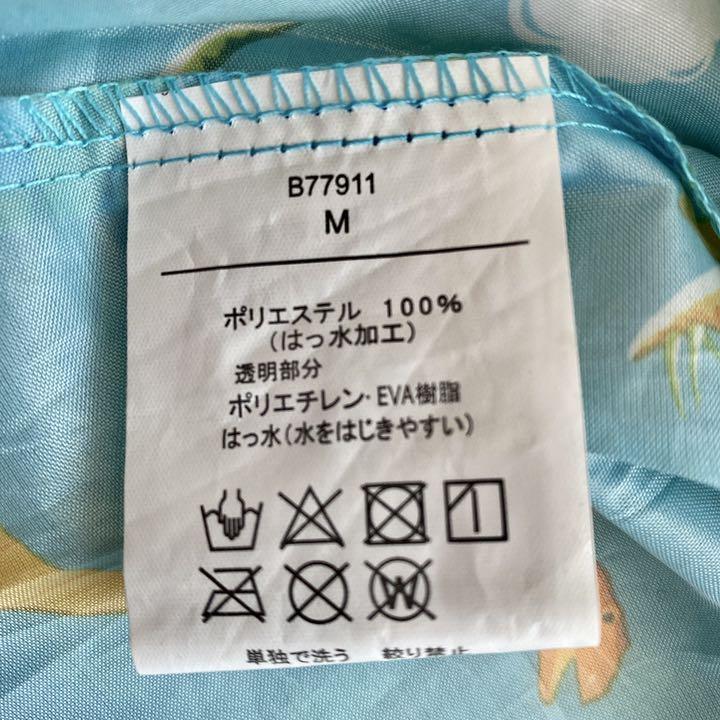 B77911
M
ポリエステル 100%
(はっ水加工)
透明部分
ポリエチレン・EVA樹脂
はっ水(水をはじきやすい)
W
単独で洗う 絞り禁止